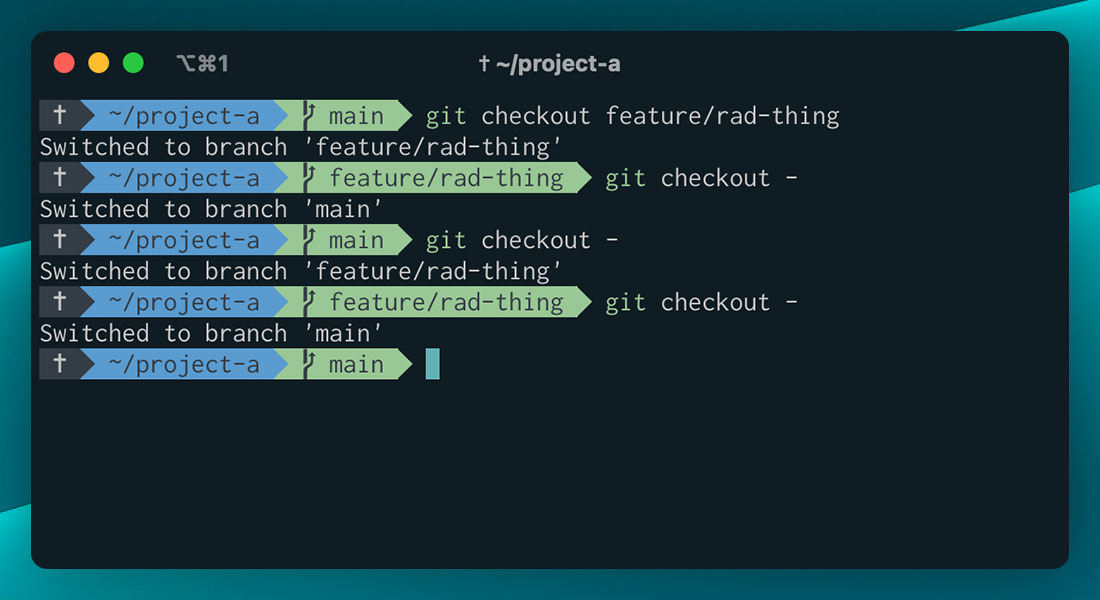 ⌥⌘1
† ~/project-a
† ~/project-a main git checkout feature/rad-thing
Switched to branch 'feature/rad-thing'
† ~/project-a feature/rad-thing git checkout -
Switched to branch 'main'
† ~/project-a main git checkout -
Switched to branch 'feature/rad-thing'
† ~/project-a feature/rad-thing git checkout -
Switched to branch 'main'
† ~/project-a main